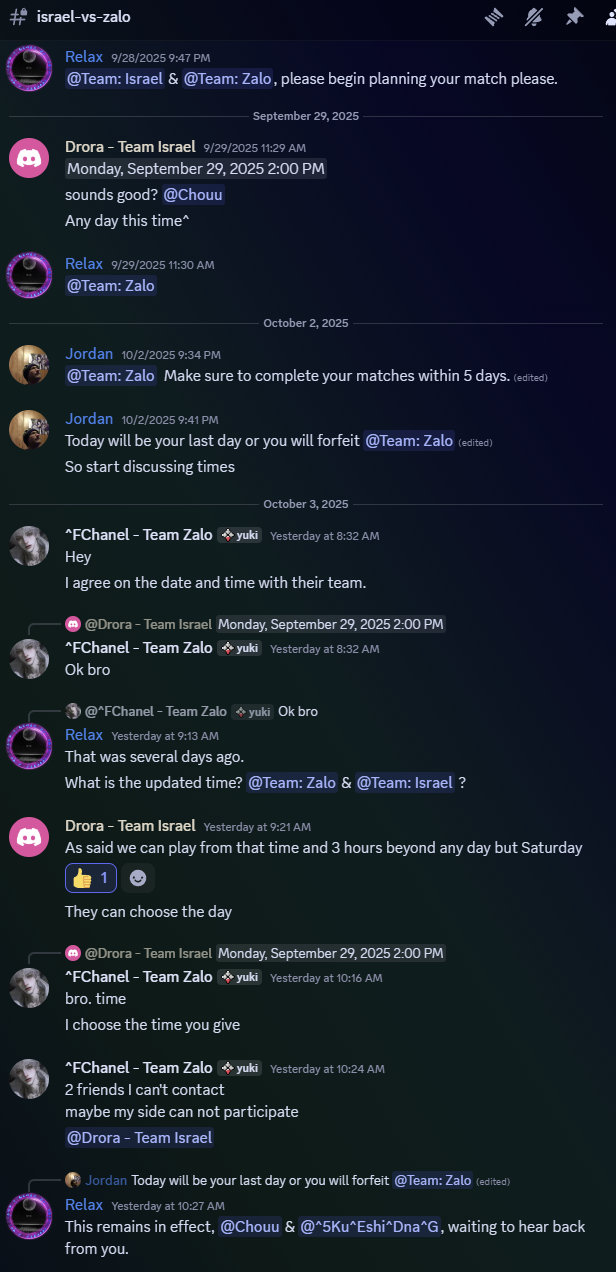 israel-vs-zalo
Relax 9/28/2025 9:47 PM
@Team: Israel & @Team: Zalo, please begin planning your match please.
September 29, 2025
Drora - Team Israel 9/29/2025 11:29 AM
Monday, September 29, 2025 2:00 PM
sounds good? @Chouu
Any day this time^
Relax 9/29/2025 11:30 AM
@Team: Zalo
October 2, 2025
Jordan 10/2/2025 9:34 PM
@Team: Zalo Make sure to complete your matches within 5 days. (edited)
Jordan 10/2/2025 9:41 PM
Today will be your last day or you will forfeit @Team: Zalo (edited)
So start discussing times
October 3, 2025
^FChanel - Team Zalo yuki Yesterday at 8:32 AM
Hey
I agree on the date and time with their team.
@Drora - Team Israel Monday, September 29, 2025 2:00 PM
^FChanel - Team Zalo yuki Yesterday at 8:32 AM
Ok bro
@^FChanel - Team Zalo yuki Ok bro
Relax Yesterday at 9:13 AM
That was several days ago.
What is the updated time? @Team: Zalo & @Team: Israel ?
Drora - Team Israel Yesterday at 9:21 AM
As said we can play from that time and 3 hours beyond any day but Saturday
👍 1
They can choose the day
@Drora - Team Israel Monday, September 29, 2025 2:00 PM
^FChanel - Team Zalo yuki Yesterday at 10:16 AM
bro. time
I choose the time you give
^FChanel - Team Zalo yuki Yesterday at 10:24 AM
2 friends I can't contact
maybe my side can not participate
@Drora - Team Israel
Jordan Today will be your last day or you will forfeit @Team: Zalo (edited)
Relax Yesterday at 10:27 AM
This remains in effect, @Chouu & @^5Ku^Eshi^Dna^G, waiting to hear back
from you.